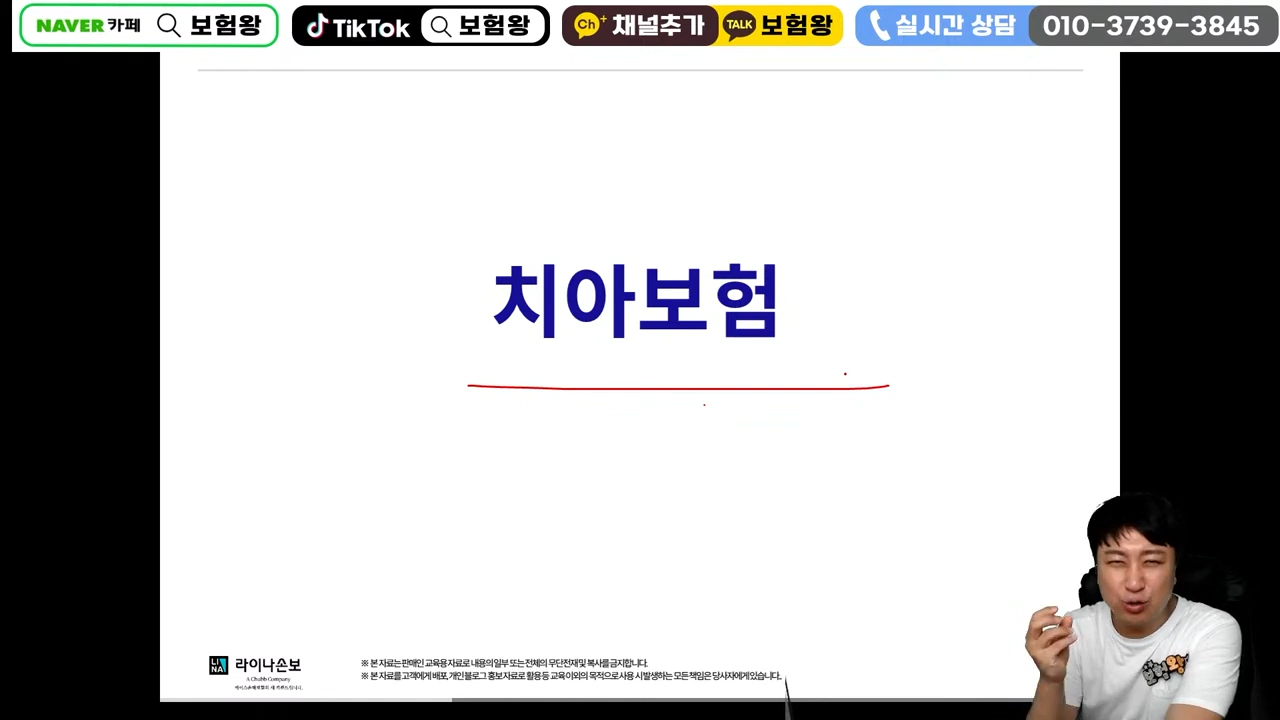 NAVER 카페 보험왕 TikTok 보험왕 Ch+ 채널추가 TALK 보험왕 실시간 상담 010-3739-3845
치아보험
보험왕
LINA 라이나손보
A Chubb Company
※ 본 자료는 판매인 교육용 자료로 내용의 일부 또는 전체의 무단전재 및 복사를 금지합니다.
※ 본 자료를 고객에게 배포, 개인 블로그 홍보 자료로 활용 등 교육 이외의 목적으로 사용 시 발생하는 모든 책임은 당사자에게 있습니다.